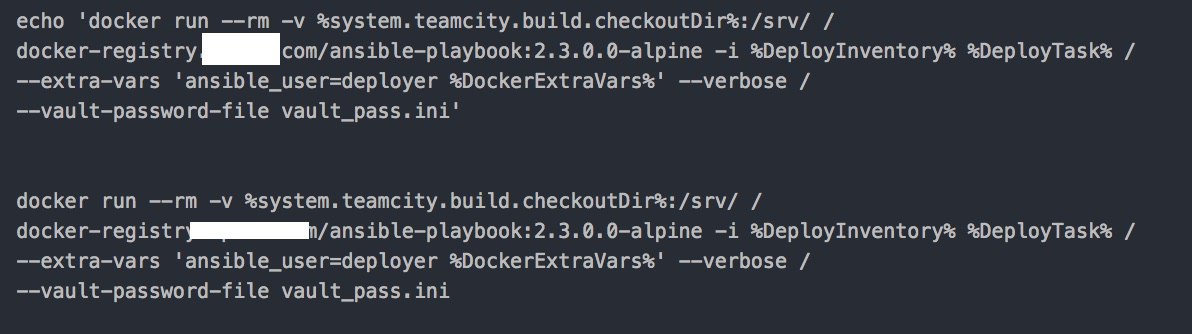 echo 'docker run --rm -v %system.teamcity.build.checkoutDir%:/srv/ /
docker-registry. com/ansible-playbook:2.3.0.0-alpine -i %DeployInventory% %DeployTask% /
--extra-vars 'ansible_user=deployer %DockerExtraVars%' --verbose /
--vault-password-file vault_pass.ini'
docker run --rm -v %system.teamcity.build.checkoutDir%:/srv/ /
docker-registry /ansible-playbook:2.3.0.0-alpine -i %DeployInventory% %DeployTask% /
--extra-vars 'ansible_user=deployer %DockerExtraVars%' --verbose /
--vault-password-file vault_pass.ini